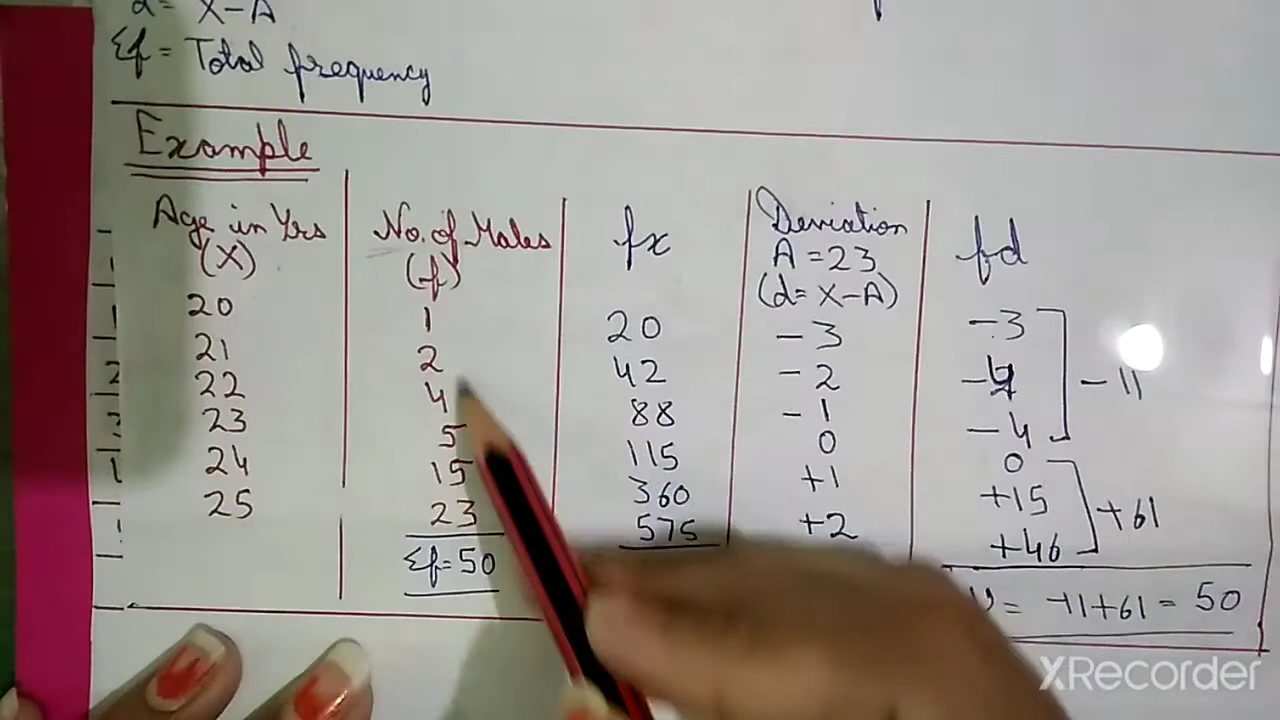 d= X-A
Σf = Total frequency
Example
Age in Yrs (X) No. of Males (f) fx Deviation A = 23 (d= X-A) fd
20 1 20 -3 -3
21 2 42 -2 -4
22 4 88 -1 -4
23 5 115 0 0
24 15 360 +1 +15
25 23 575 +2 +46
-11
+61
Σf=50
= -11+61 = 50
XRecorder